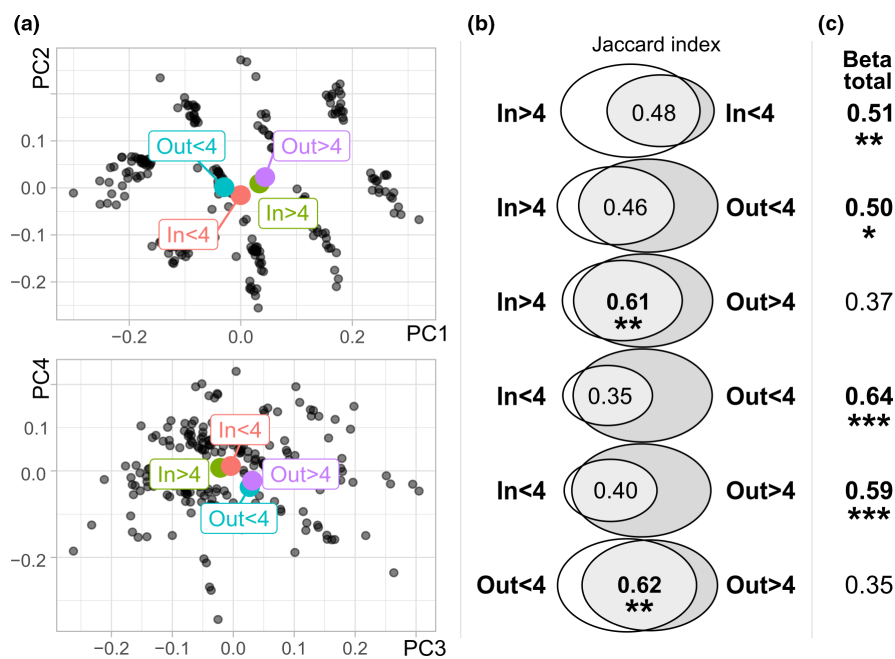 (a)
PC2
0.1
0.0
−0.1
−0.2
Out<4
Out>4
In<4
In>4
−0.2
0.0
0.2
PC1
PC4
0.1
0.0
−0.2
In<4
In>4
Out>4
Out<4
−0.2
−0.1
0.0
0.1
0.2
0.3
PC3
(b)
Jaccard index
In>4
0.48
In<4
In>4
0.46
Out<4
In>4
0.61
**
Out>4
In<4
0.35
Out<4
In<4
0.40
Out>4
Out<4
0.62
**
Out>4
(c)
Beta
total
0.51
**
0.50
*
0.37
0.64
***
0.59
***
0.35